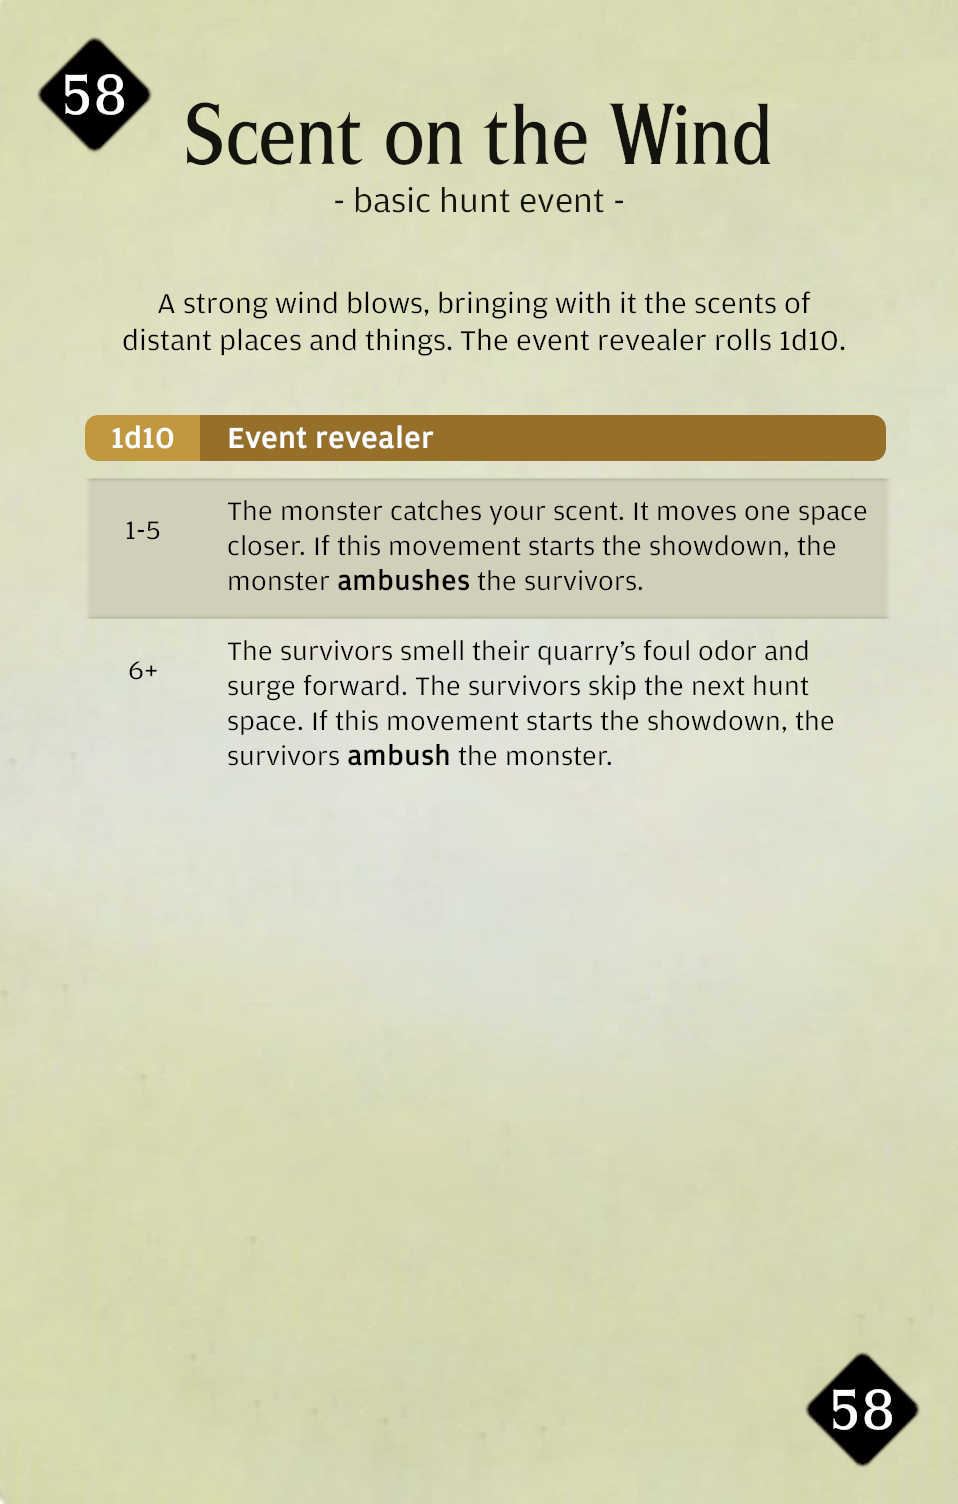 58
Scent on the Wind
- basic hunt event -
A strong wind blows, bringing with it the scents of
distant places and things. The event revealer rolls 1d10.
1d10 Event revealer
1-5
The monster catches your scent. It moves one space
closer. If this movement starts the showdown, the
monster ambushes the survivors.
6+
The survivors smell their quarry’s foul odor and
surge forward. The survivors skip the next hunt
space. If this movement starts the showdown, the
survivors ambush the monster.
58